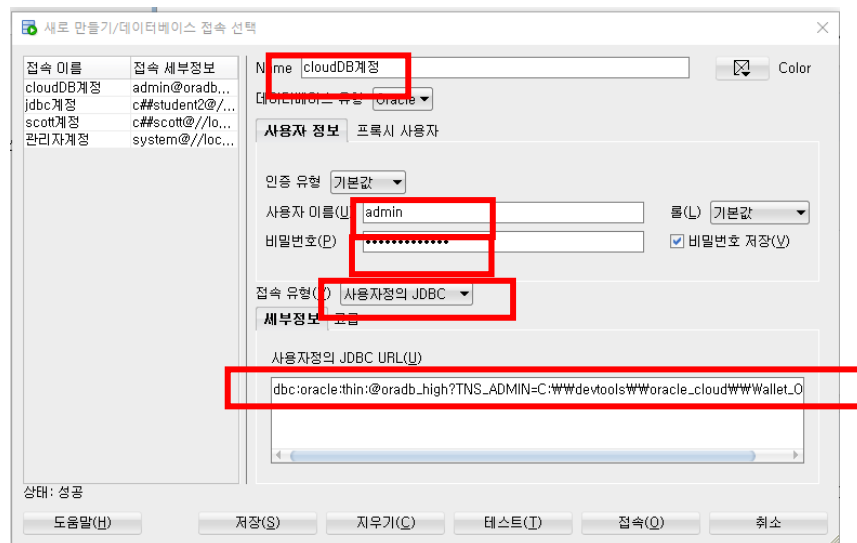 새로 만들기/데이터베이스 접속 선택
접속 이름 접속 세부정보
cloudDB계정 admin@oradb...
jdbc계정 c##student2@/...
scott계정 c##scott@//lo...
관리자계정 system@//loc...
Name cloudDB계정 Color
데이터베이스 유형 Oracle
사용자 정보 프록시 사용자
인증 유형 기본값
사용자 이름(U) admin 롤(L) 기본값
비밀번호(P) ••••••••••••• 비밀번호 저장(V)
접속 유형(Y) 사용자정의 JDBC
세부정보 고급
사용자정의 JDBC URL(U)
dbc:oracle:thin:@oradb_high?TNS_ADMIN=C:₩₩devtools₩₩oracle_cloud₩₩Wallet_O
상태: 성공
도움말(H) 저장(S) 지우기(C) 테스트(T) 접속(O) 취소